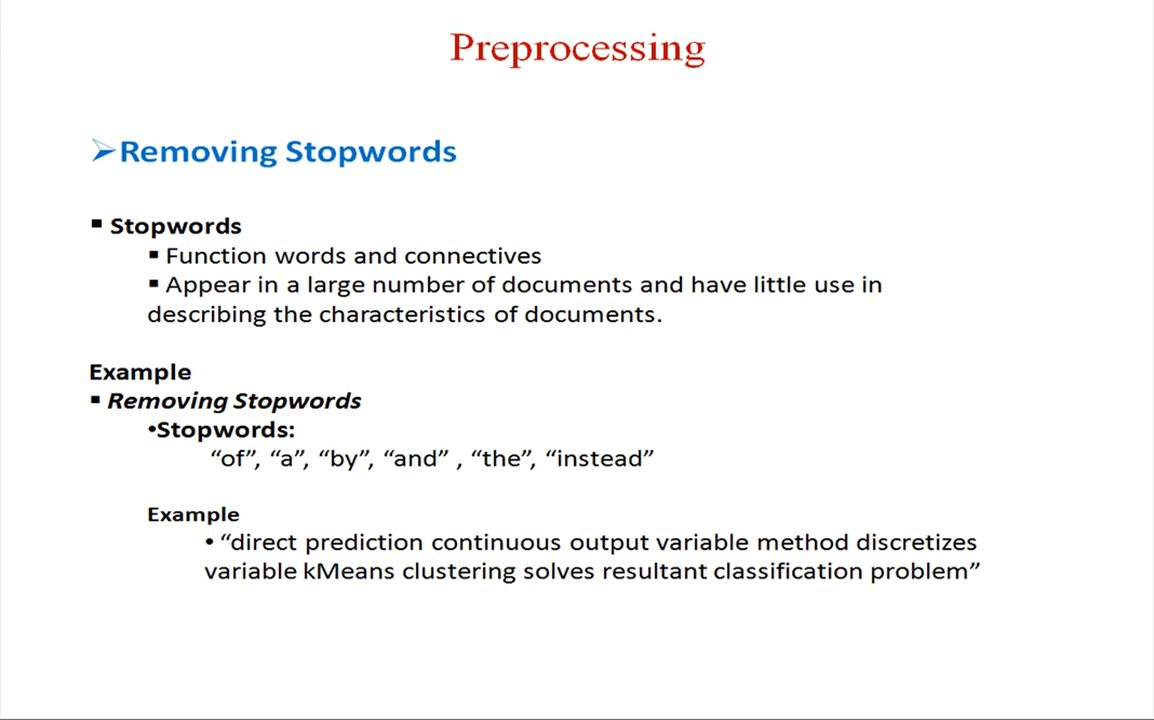 Preprocessing
➢Removing Stopwords
▪ Stopwords
▪ Function words and connectives
▪ Appear in a large number of documents and have little use in
describing the characteristics of documents.
Example
▪ Removing Stopwords
•Stopwords:
“of”, “a”, “by”, “and” , “the”, “instead”
Example
• “direct prediction continuous output variable method discretizes
variable kMeans clustering solves resultant classification problem”